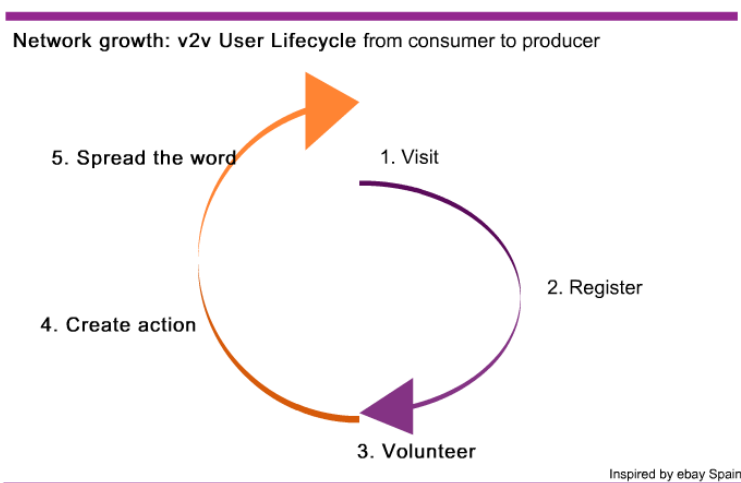 Network growth: v2v User Lifecycle from consumer to producer
1. Visit
2. Register
3. Volunteer
4. Create action
5. Spread the word
Inspired by ebay Spain